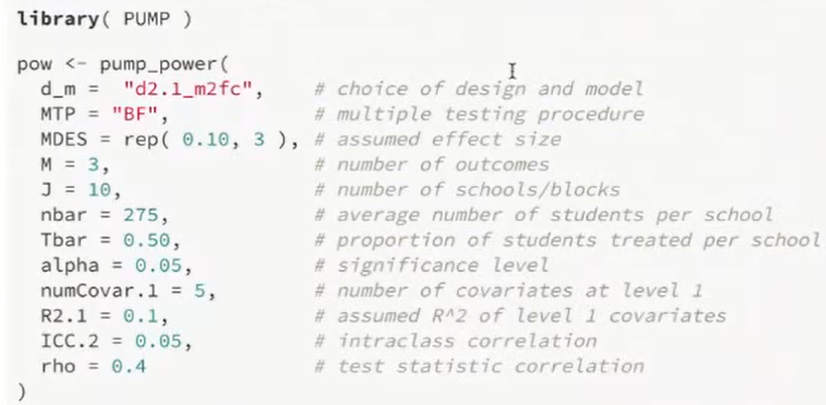 library( PUMP )
pow <- pump_power(
d_m = "d2.1_m2fc", # choice of design and model
MTP = "BF", # multiple testing procedure
MDES = rep( 0.10, 3 ), # assumed effect size
M = 3, # number of outcomes
J = 10, # number of schools/blocks
nbar = 275, # average number of students per school
Tbar = 0.50, # proportion of students treated per school
alpha = 0.05, # significance level
numCovar.1 = 5, # number of covariates at level 1
R2.1 = 0.1, # assumed R^2 of level 1 covariates
ICC.2 = 0.05, # intraclass correlation
rho = 0.4 # test statistic correlation
)